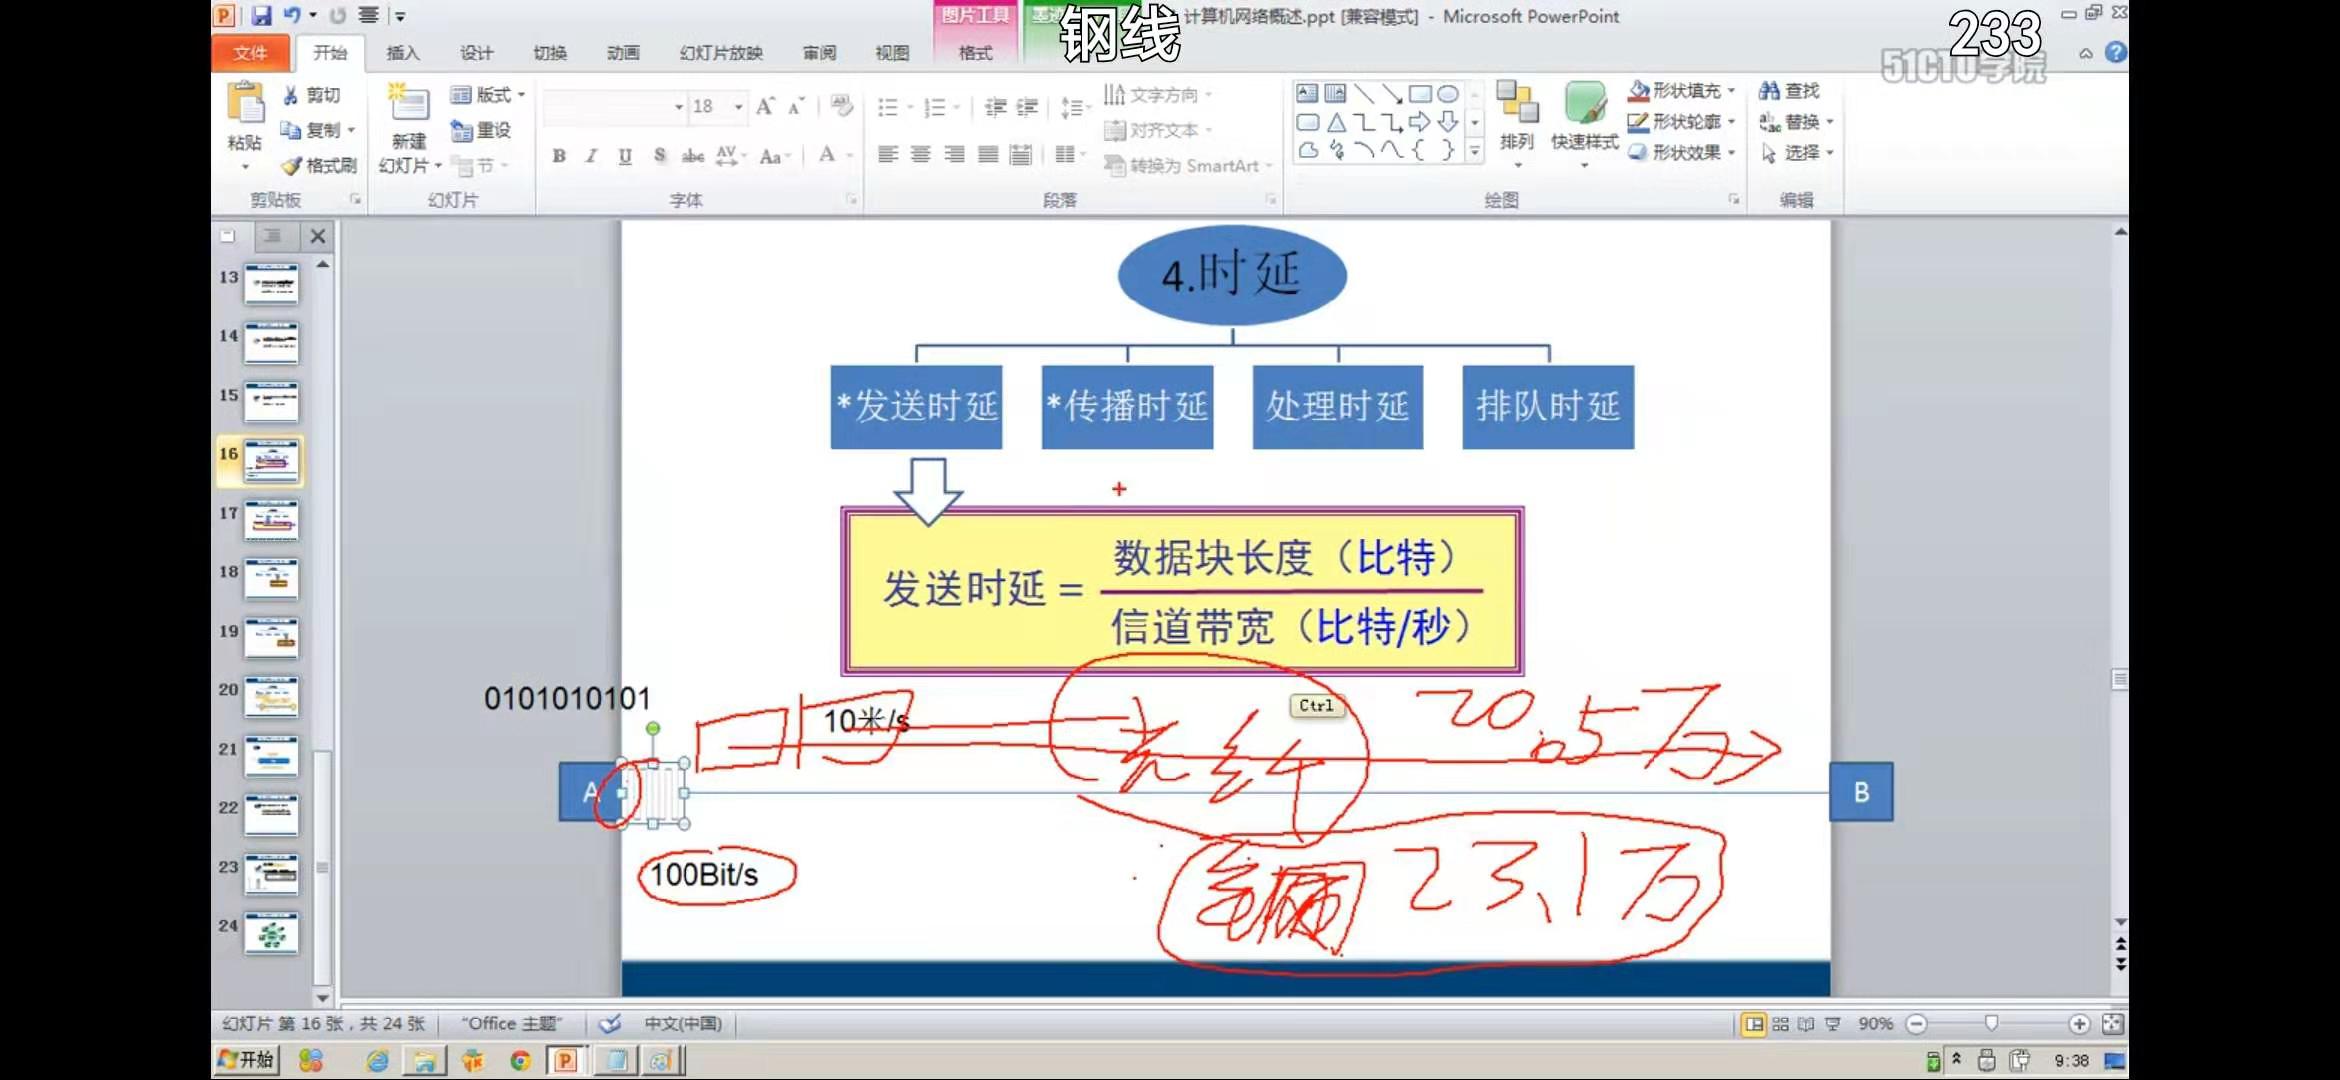 计算机网络概述.ppt [兼容模式] - Microsoft PowerPoint
图片工具
钢线
233
51CTO学院
文件 开始 插入 设计 切换 动画 幻灯片放映 审阅 视图 格式
粘贴
剪切
复制
格式刷
剪贴板
新建
幻灯片
版式
重设
节
幻灯片
18
B I U S abc AV Aa A
字体
文字方向
对齐文本
转换为 SmartArt
段落
排列
快速样式
形状填充
形状轮廓
形状效果
绘图
查找
替换
选择
编辑
13
14
15
16
17
18
19
20
21
22
23
24
4.时延
*发送时延 *传播时延 处理时延 排队时延
发送时延 = 数据块长度（比特）
信道带宽（比特/秒）
0101010101
10米/s
Ctrl
光纤
20.5万
A
B
100Bit/s
23.1万
幻灯片 第 16 张，共 24 张 "Office 主题" 中文(中国) 90%
开始 9:38